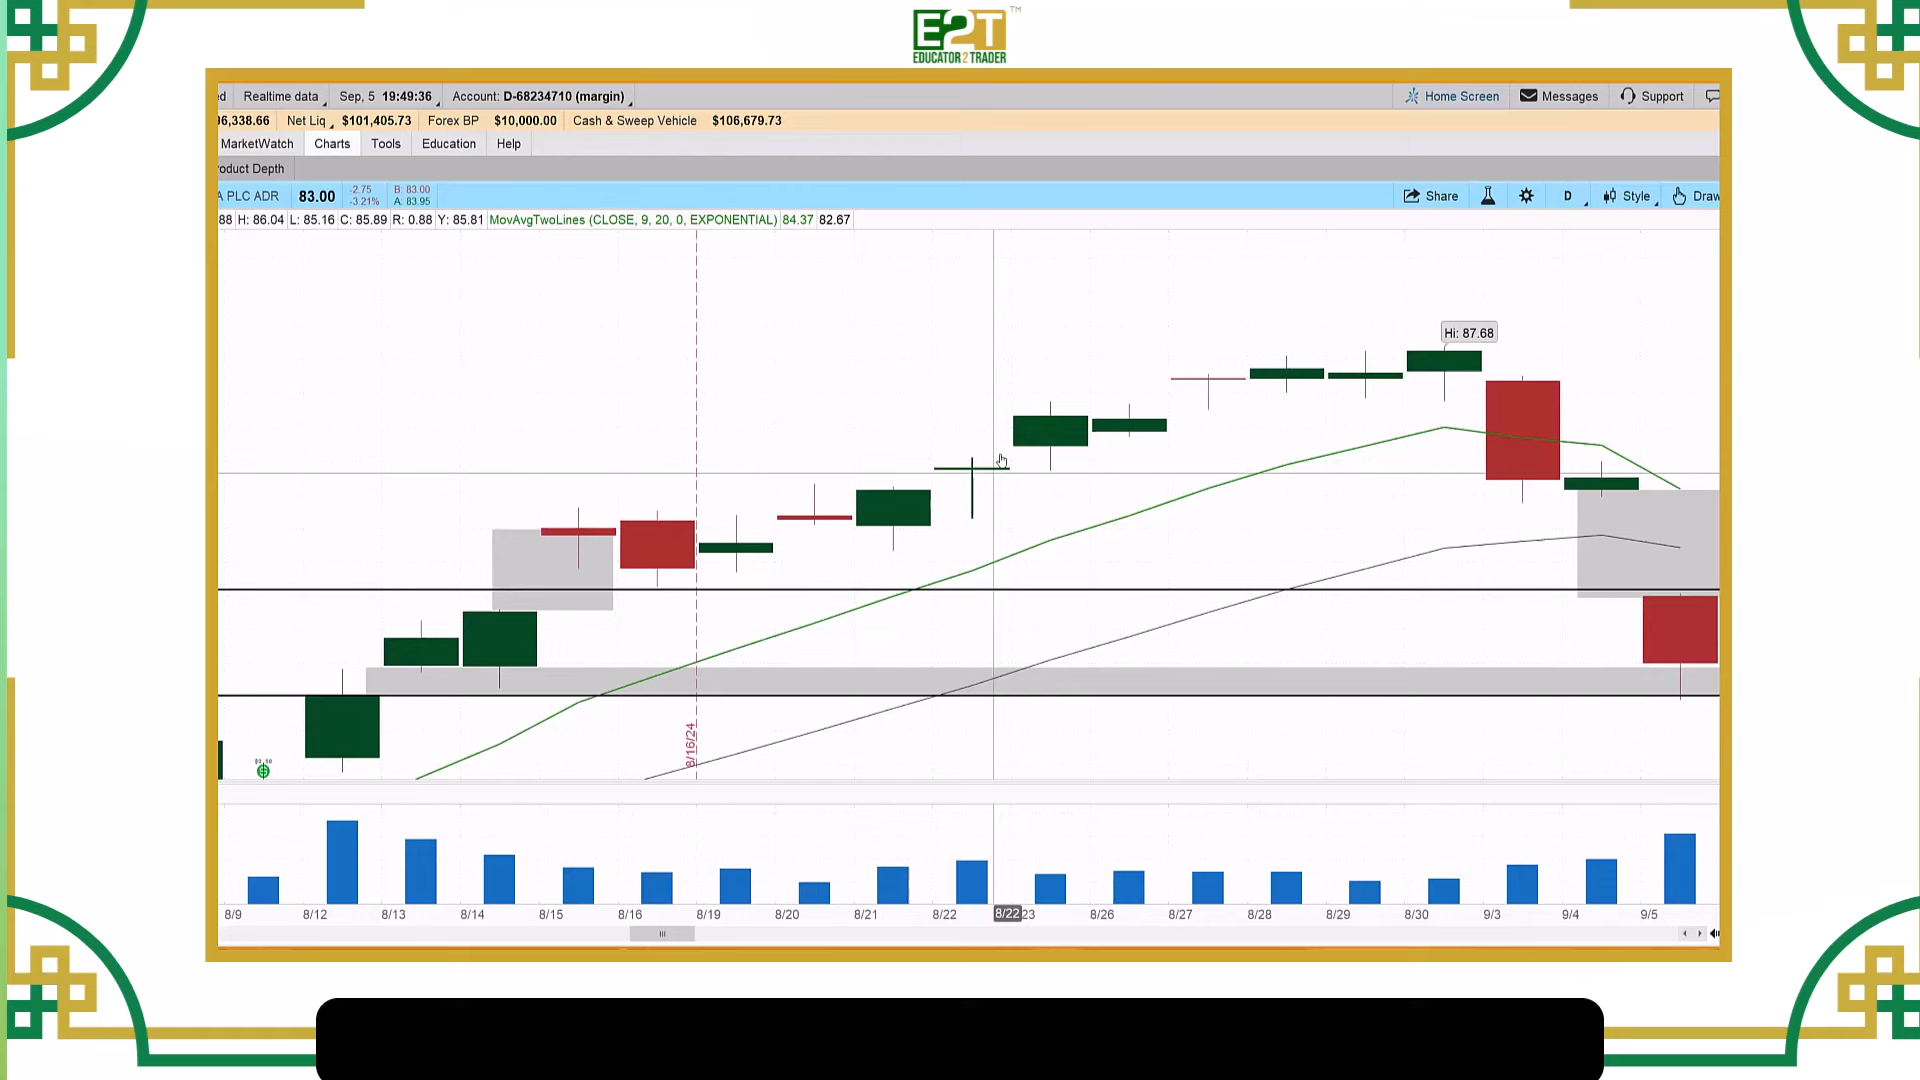 E2T™
EDUCATOR2TRADER
d Realtime data Sep, 5 19:49:36 Account: D-68234710 (margin) Home Screen Messages Support
6,338.66 Net Liq $101,405.73 Forex BP $10,000.00 Cash & Sweep Vehicle $106,679.73
MarketWatch Charts Tools Education Help
roduct Depth
A PLC ADR 83.00 -2.75 B: 83.00 Share D Style Draw
-3.21% A: 83.95
88 H: 86.04 L: 85.16 C: 85.89 R: 0.88 Y: 85.81 MovAvgTwoLines (CLOSE, 9, 20, 0, EXPONENTIAL) 84.37 82.67
Hi: 87.68
8/16/24
8/9 8/12 8/13 8/14 8/15 8/16 8/19 8/20 8/21 8/22 8/22 23 8/26 8/27 8/28 8/29 8/30 9/3 9/4 9/5